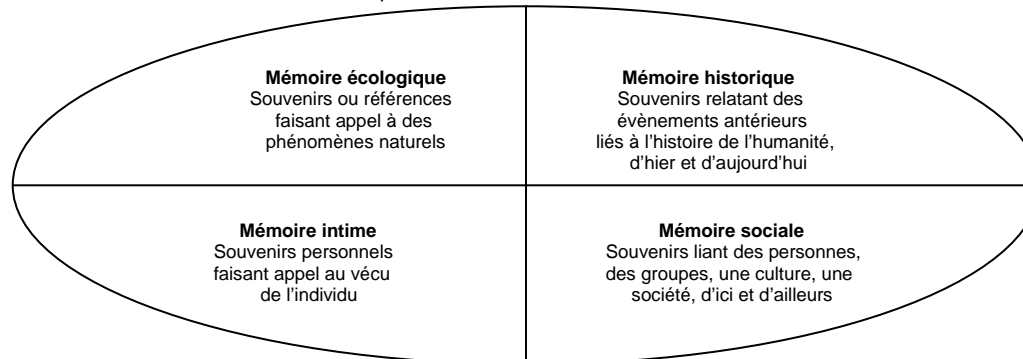 Mémoire écologique
Souvenirs ou références
faisant appel à des
phénomènes naturels
Mémoire historique
Souvenirs relatant des
évènements antérieurs
liés à l'histoire de l'humanité,
d'hier et d'aujourd'hui
Mémoire intime
Souvenirs personnels
faisant appel au vécu
de l'individu
Mémoire sociale
Souvenirs liant des personnes,
des groupes, une culture, une
société, d'ici et d'ailleurs